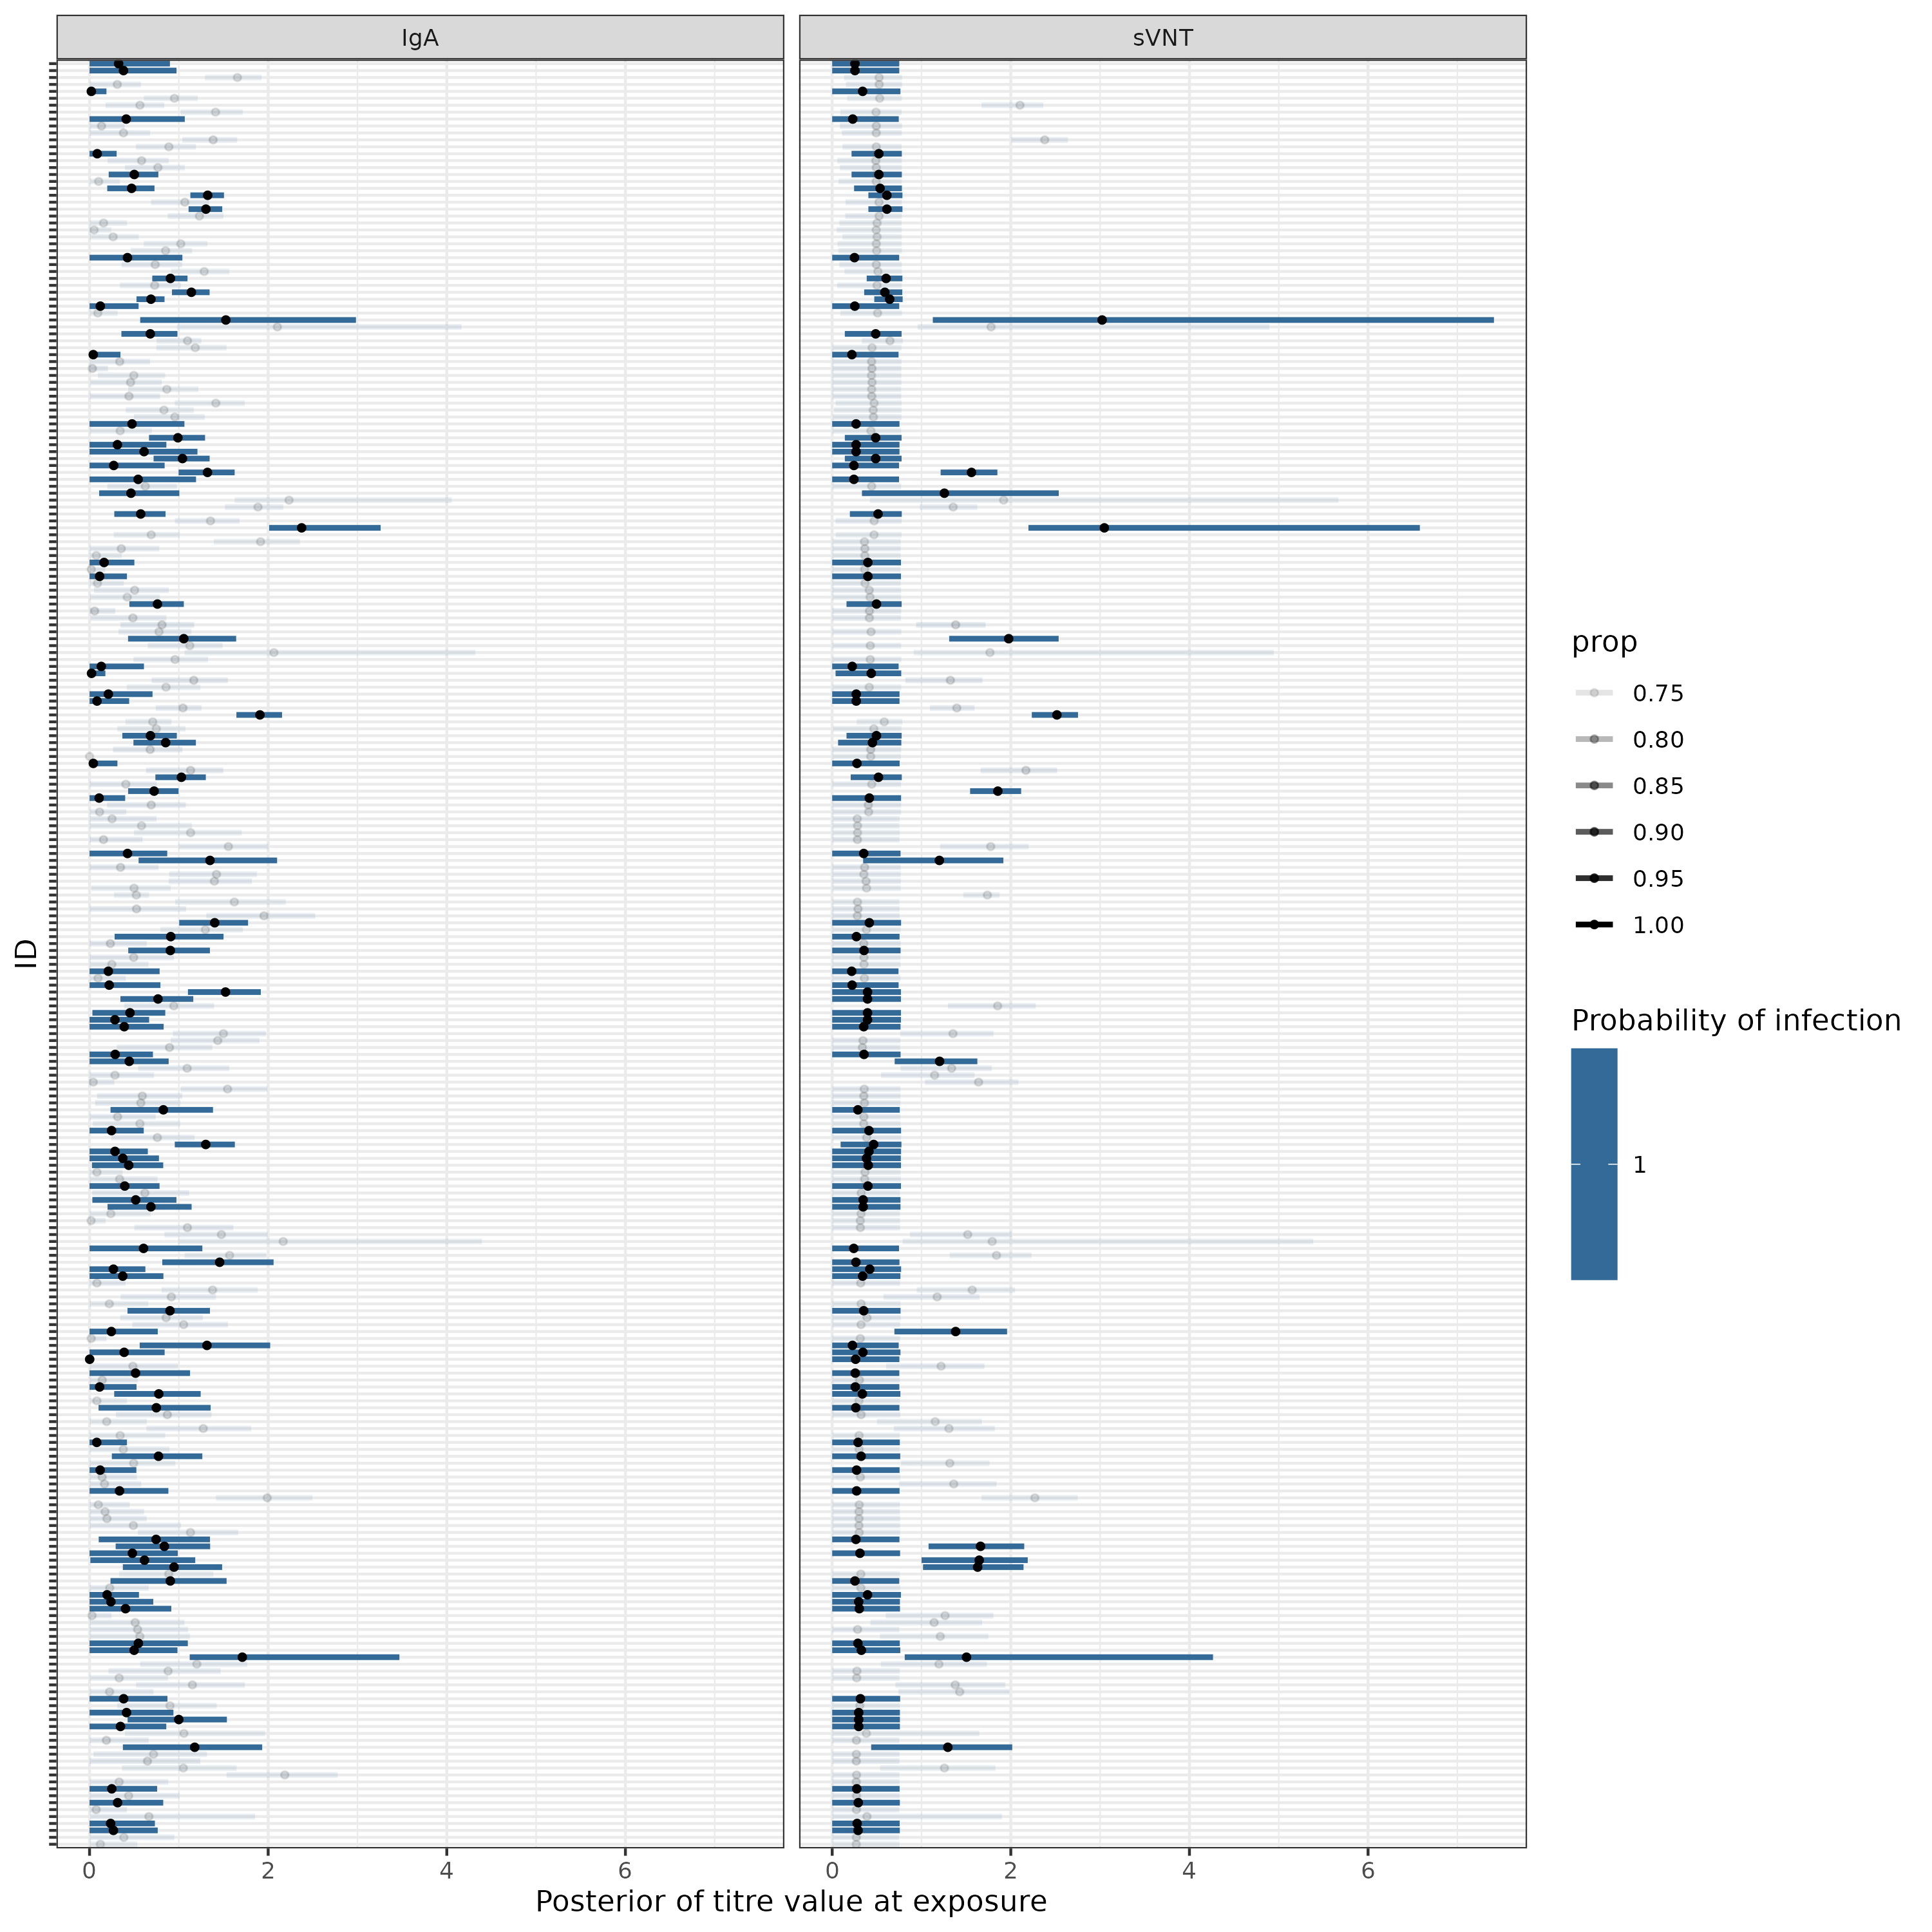 IgA
sVNT
ID
0
2
4
6
0
2
4
6
Posterior of titre value at exposure
prop
0.75
0.80
0.85
0.90
0.95
1.00
Probability of infection
1